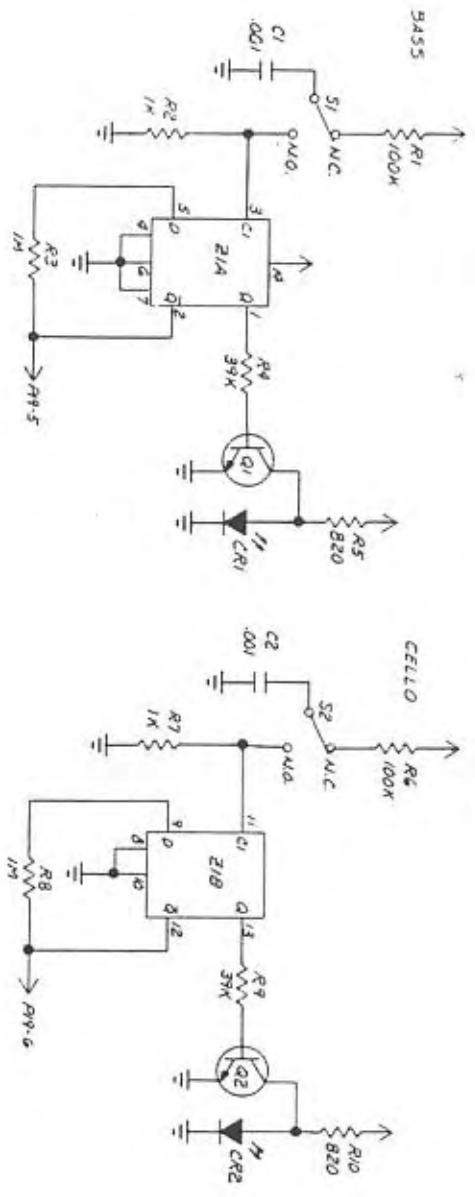 BASS
R1
100K
S1
N.C.
N.O.
C1
.001
R2
1K
3
C1
14
Z1A
5
D
4
6
7
Q
1
Q̄
2
R3
1M
P19-5
R4
39K
Q1
R5
820
CR1
CELLO
R6
100K
S2
N.C
N.O.
C2
.001
R7
1K
11
C1
Z1B
9
D
8
10
Q
13
Q̄
12
R8
1M
P19-6
R9
39K
Q2
R10
820
CR2